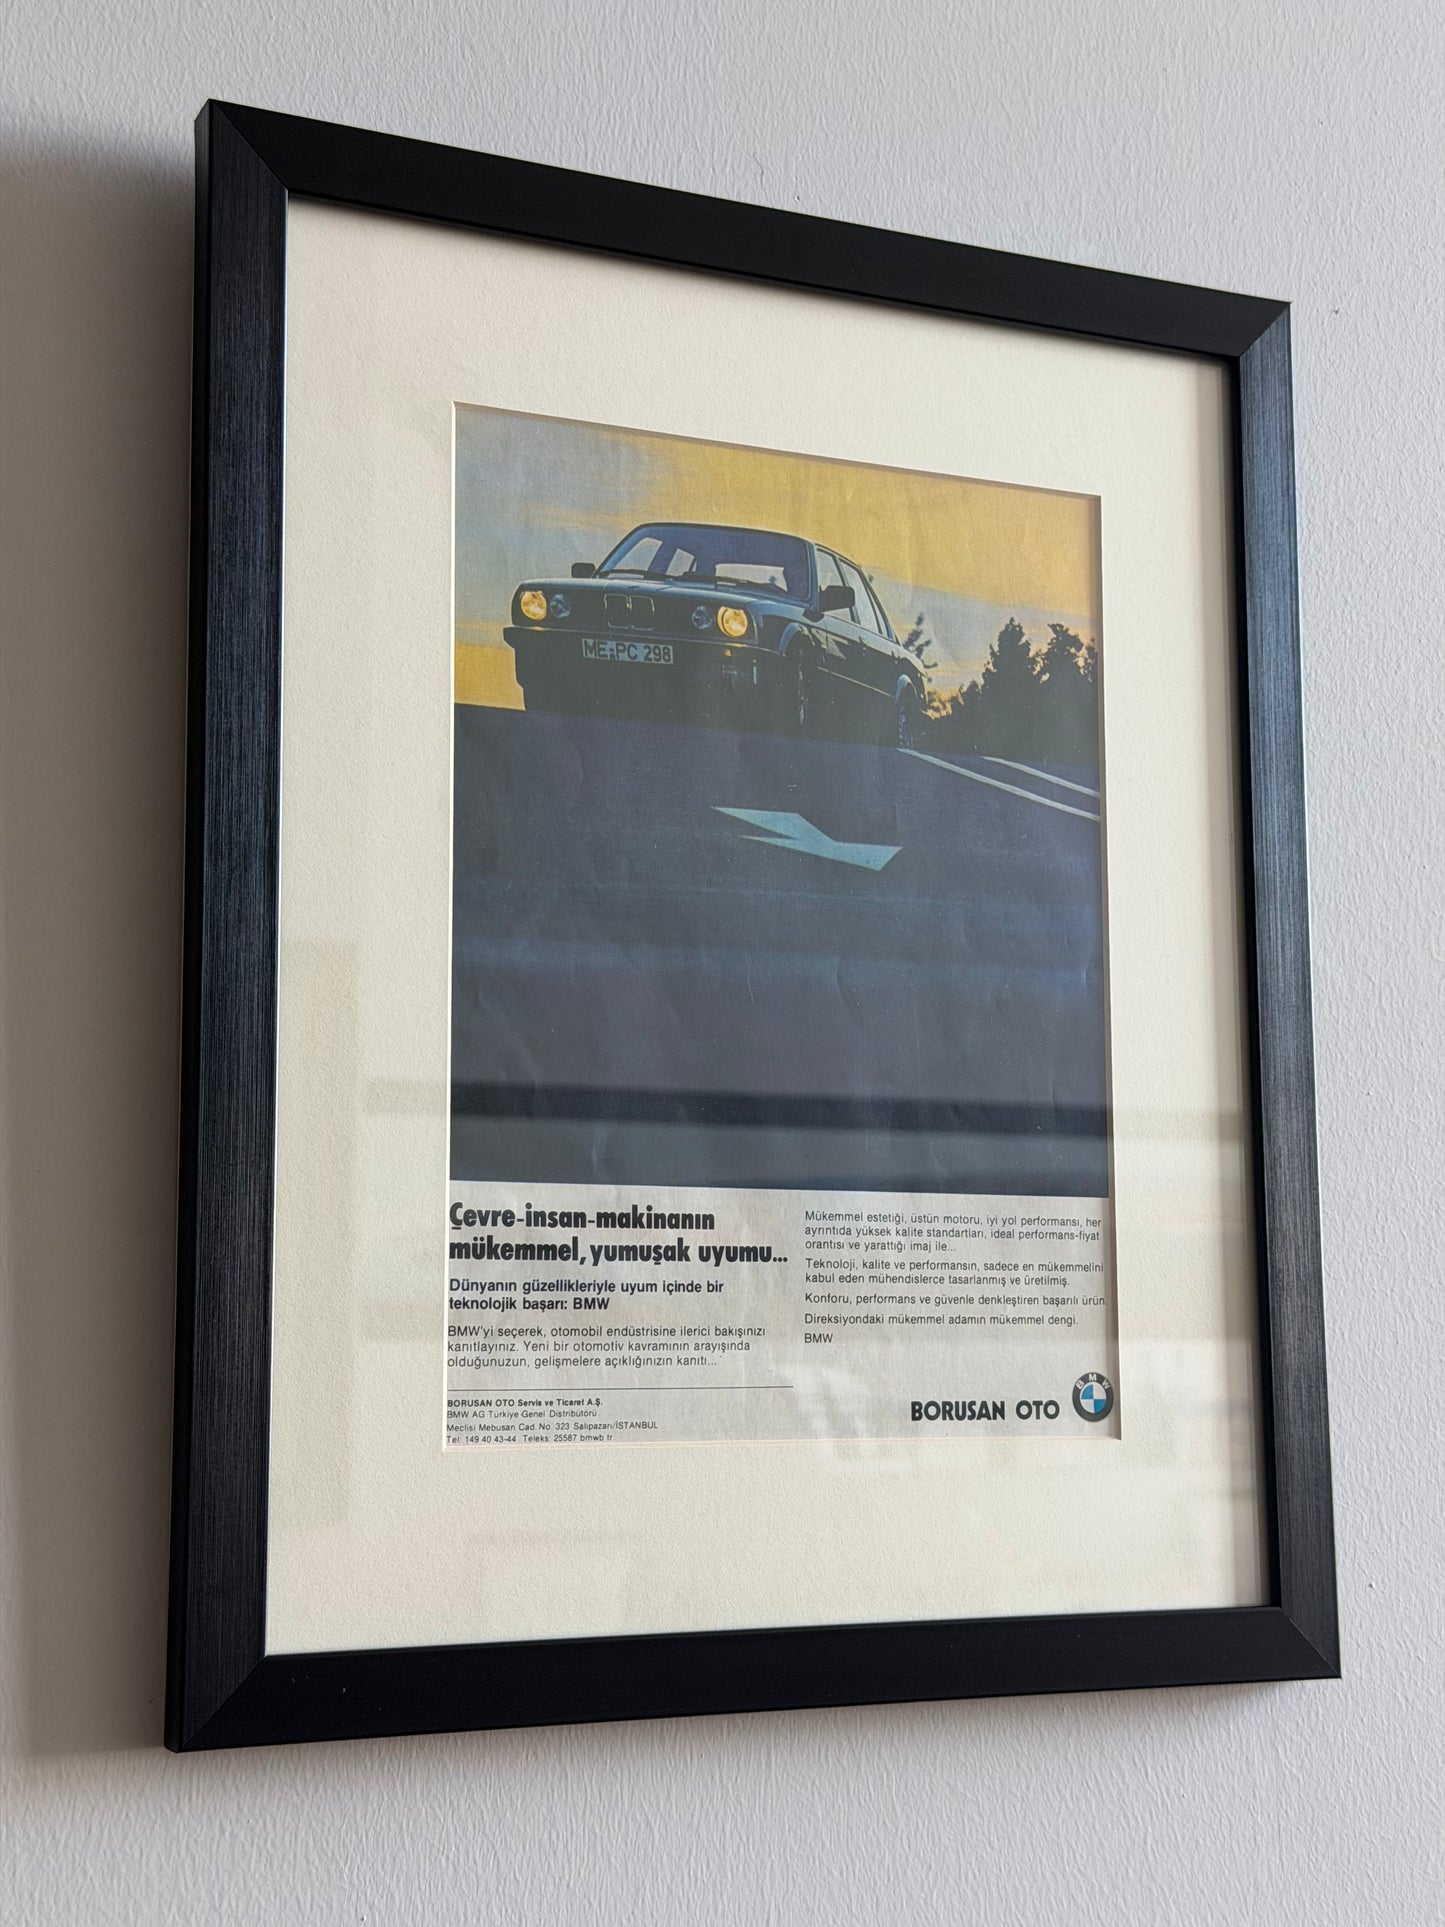 ME-PC 298
Çevre-insan-makinanın
mükemmel, yumuşak uyumu...
Dünyanın güzellikleriyle uyum içinde bir
teknolojik başarı: BMW
BMW'yi seçerek, otomobil endüstrisine ilerici bakışınızı
kanıtlayınız. Yeni bir otomotiv kavramının arayışında
olduğunuzun, gelişmelere açıklığınızın kanıtı...
BORUSAN OTO Servis ve Ticaret A.Ş.
BMW AG Türkiye Genel Distribütörü
Meclisi Mebusan Cad. No. 323 Salıpazarı/İSTANBUL
Tel: 149 40 43-44 Teleks: 25587 bmwb tr.
Mükemmel estetiği, üstün motoru, iyi yol performansı, her
ayrıntıda yüksek kalite standartları, ideal performans-fiyat
orantısı ve yarattığı imaj ile...
Teknoloji, kalite ve performansın, sadece en mükemmelini
kabul eden mühendislerce tasarlanmış ve üretilmiş.
Konforu, performans ve güvenle denkleştiren başarılı ürün.
Direksiyondaki mükemmel adamın mükemmel dengi.
BMW
BORUSAN OTO
BMW